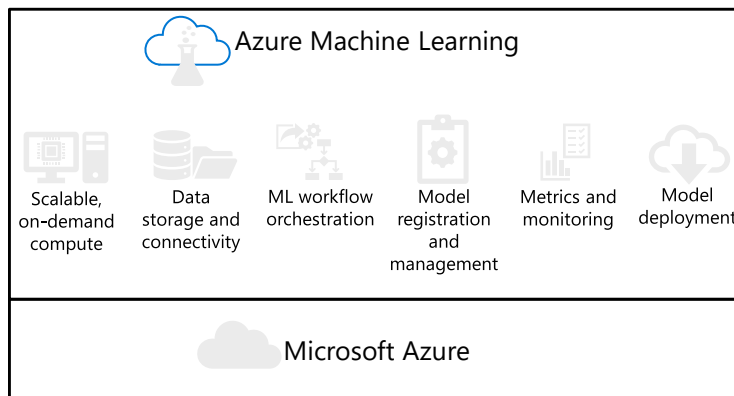 Azure Machine Learning
Scalable,
on-demand
compute
Data
storage and
connectivity
ML workflow
orchestration
Model
registration
and
management
Metrics and
monitoring
Model
deployment
Microsoft Azure